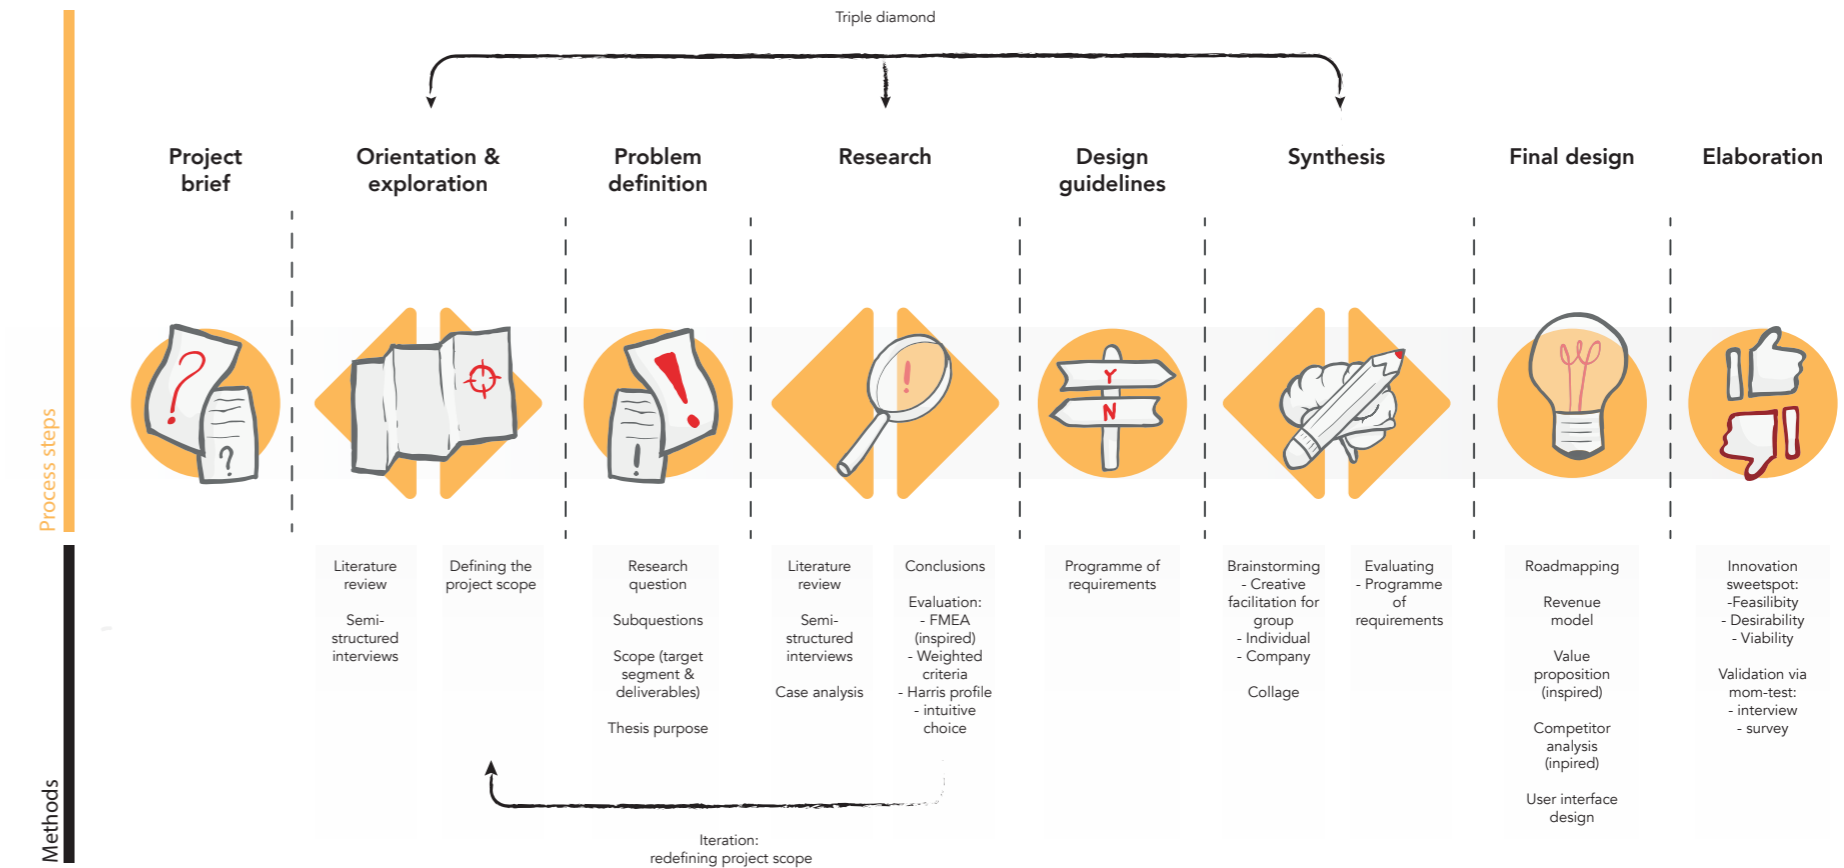 Triple diamond
Project
brief
Orientation &
exploration
Problem
definition
Research
Design
guidelines
Synthesis
Final design
Elaboration
Process steps
?
?
!
!
!
Y
N
Methods
Literature
review
Semi-
structured
interviews
Defining the
project scope
Research
question
Subquestions
Scope (target
segment &
deliverables)
Thesis purpose
Literature
review
Semi-
structured
interviews
Case analysis
Conclusions
Evaluation:
- FMEA
(inspired)
- Weighted
criteria
- Harris profile
- intuitive
choice
Programme of
requirements
Brainstorming
- Creative
facilitation for
group
- Individual
- Company
Collage
Evaluating
- Programme
of
requirements
Roadmapping
Revenue
model
Value
proposition
(inspired)
Competitor
analysis
(inpired)
User interface
design
Innovation
sweetspot:
-Feasilibity
- Desirability
- Viability
Validation via
mom-test:
- interview
- survey
Iteration:
redefining project scope